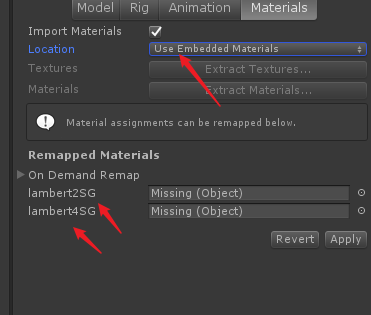 Model Rig Animation Materials
Import Materials
Location Use Embedded Materials
Textures Extract Textures...
Materials Extract Materials...
Material assignments can be remapped below.
Remapped Materials
On Demand Remap
lambert2SG Missing (Object)
lambert4SG Missing (Object)
Revert Apply